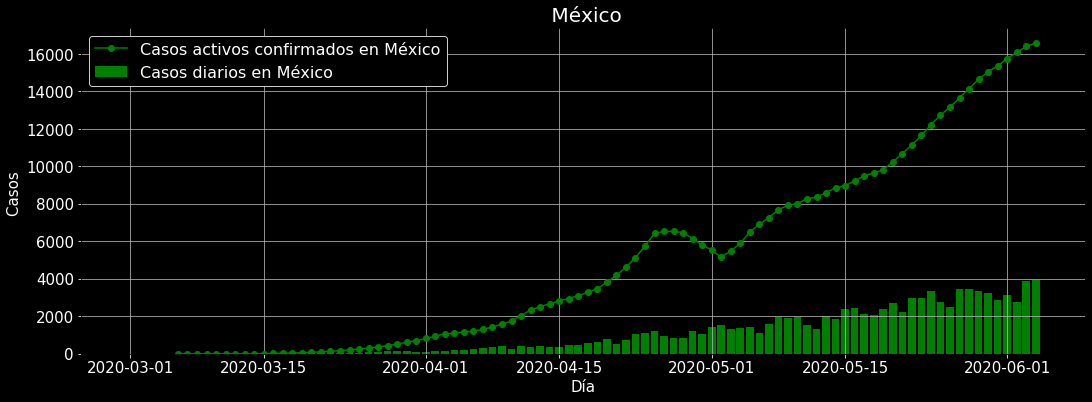 México
Casos activos confirmados en México
Casos diarios en México
16000
14000
12000
10000
8000
6000
4000
2000
0
Casos
2020-03-01 2020-03-15 2020-04-01 2020-04-15 2020-05-01 2020-05-15 2020-06-01
Día